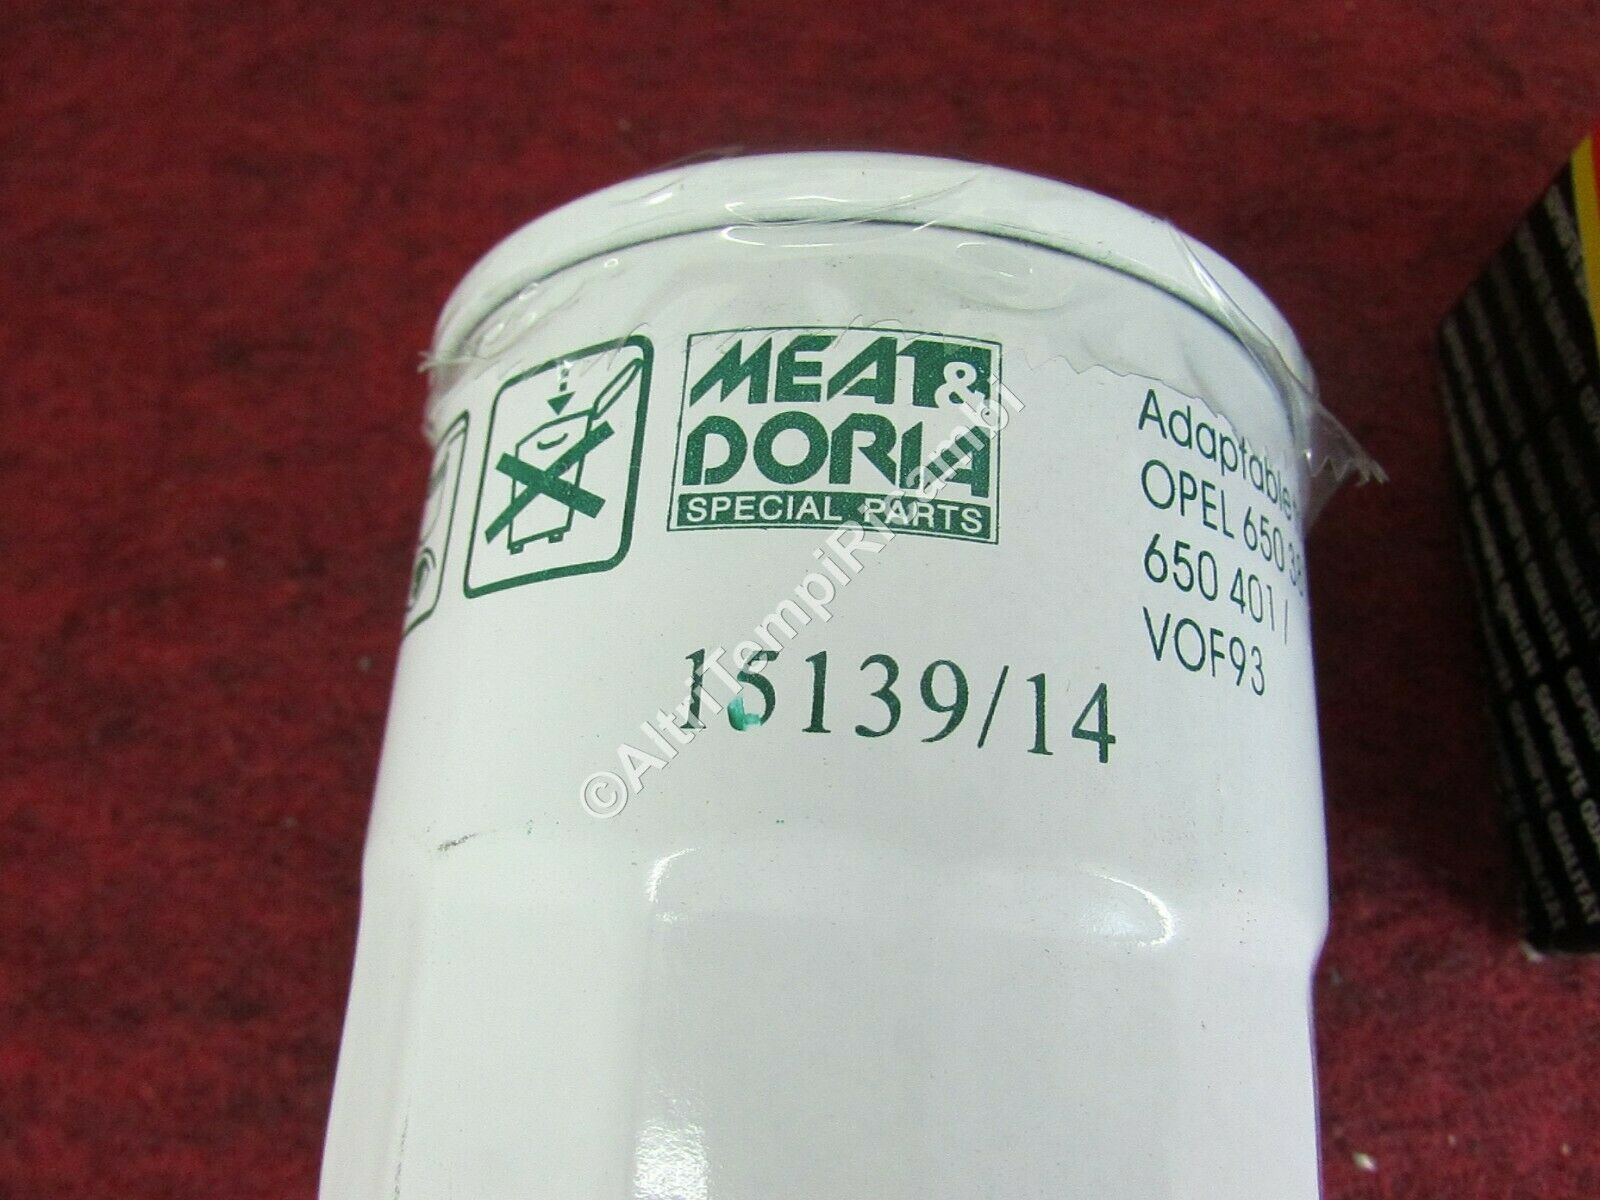 MEAT&
DORIA
SPECIAL PARTS
Adaptable
OPEL 650
650 401 /
VOF93
15139/14
©AltriTempiRicambi